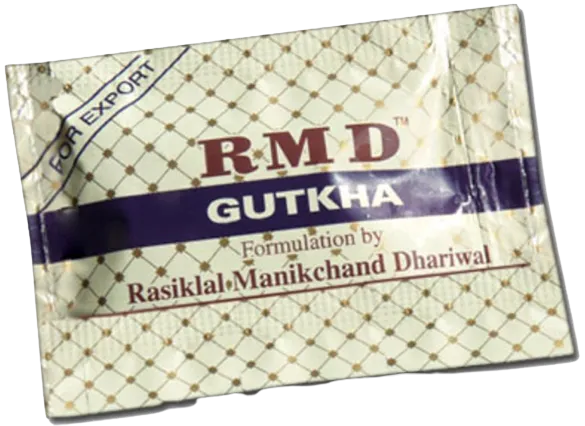 FOR EXPORT
RMD™
GUTKHA
Formulation by
Rasiklal Manikchand Dhariwal